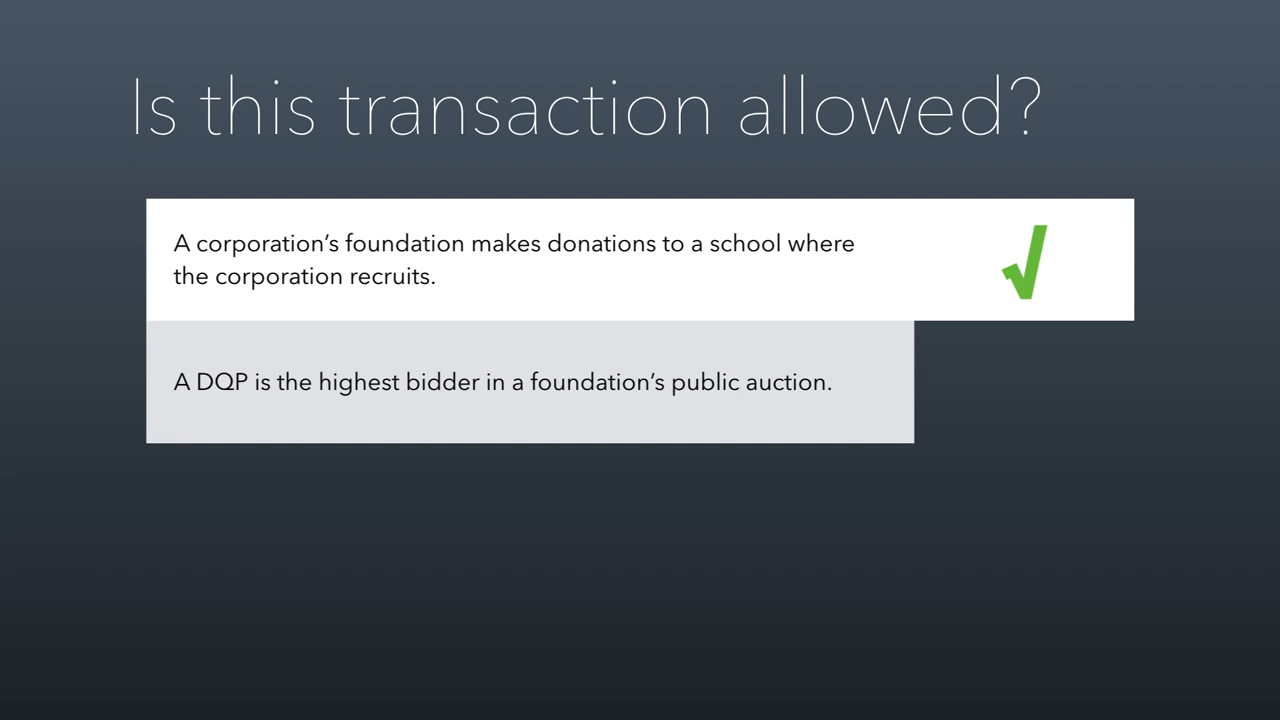 Is this transaction allowed?
A corporation’s foundation makes donations to a school where
the corporation recruits.
A DQP is the highest bidder in a foundation’s public auction.